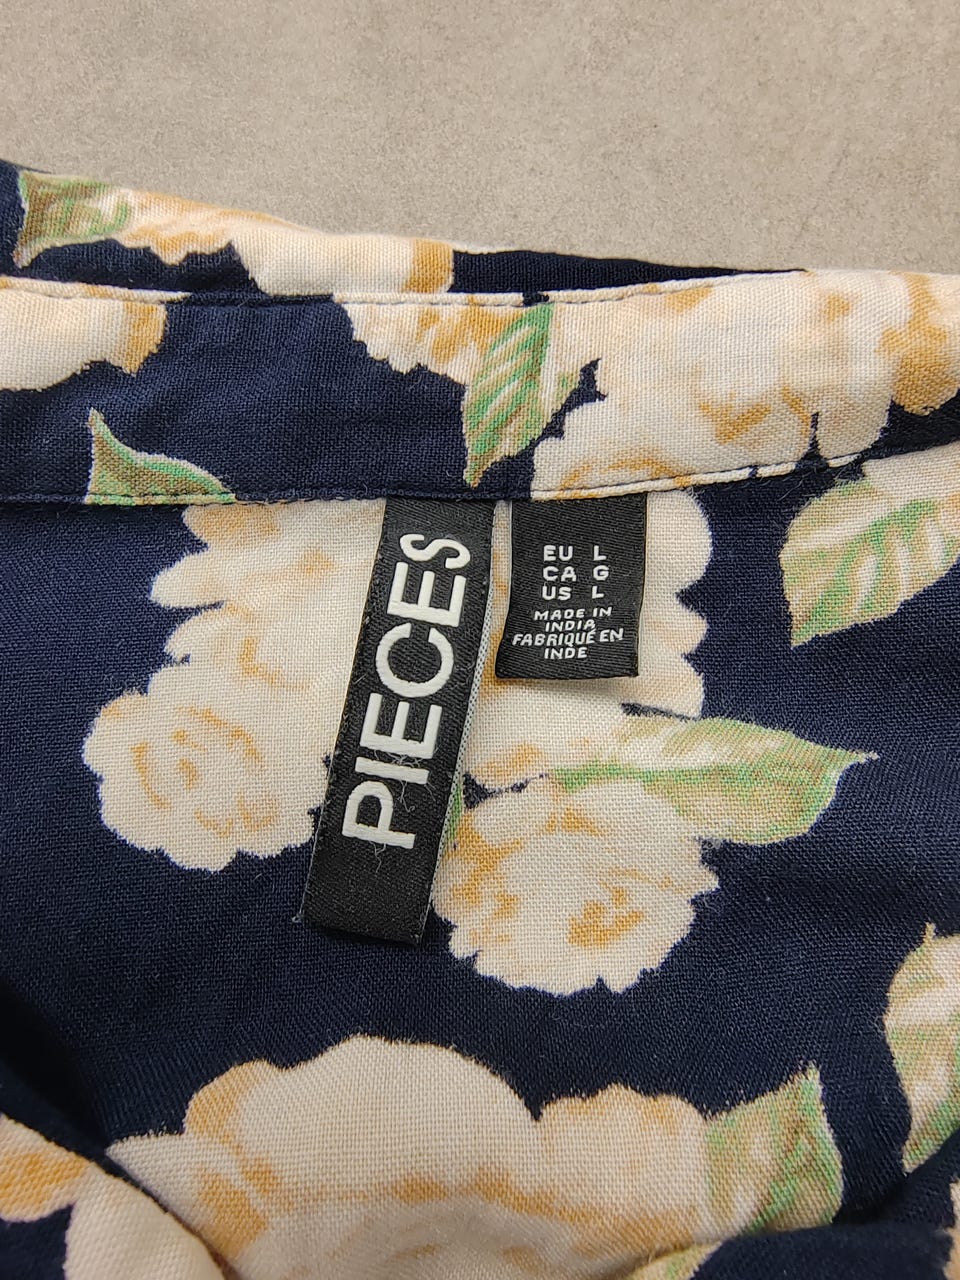 PIECES
EU L
CA G
US L
MADE IN
INDIA
FABRIQUÉ EN
INDE